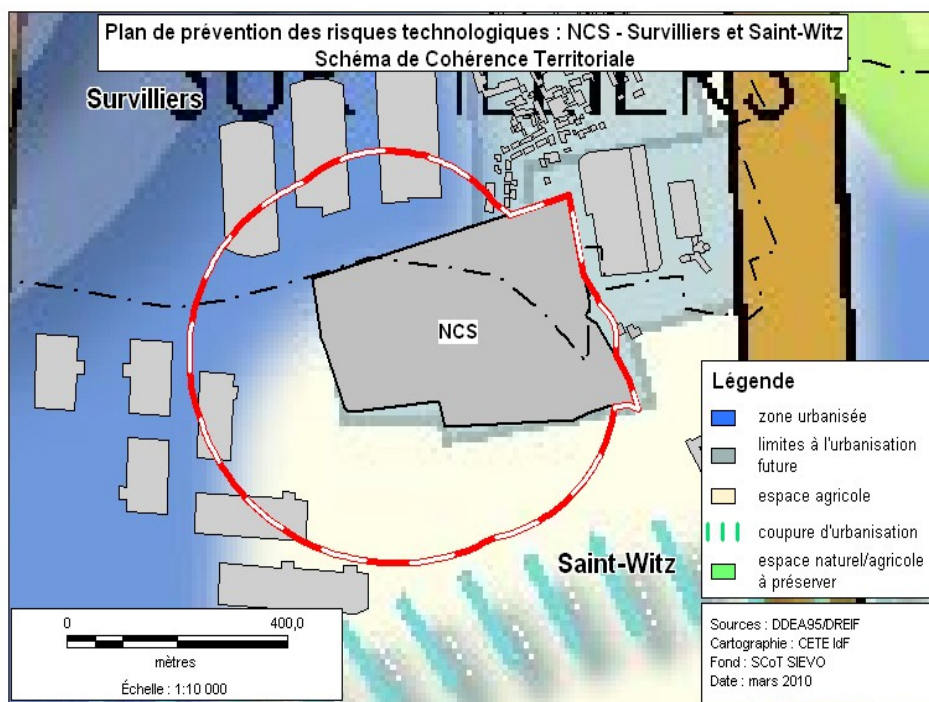 Plan de prévention des risques technologiques : NCS - Survilliers et Saint-Witz
Schéma de Cohérence Territoriale
Survilliers
NCS
Saint-Witz
Légende
zone urbanisée
limites à l'urbanisation
future
espace agricole
coupure d'urbanisation
espace naturel/agricole
à préserver
0 400,0
mètres
Échelle : 1:10 000
Sources : DDEA95/DREIF
Cartographie : CETE IdF
Fond : SCoT SIEVO
Date : mars 2010